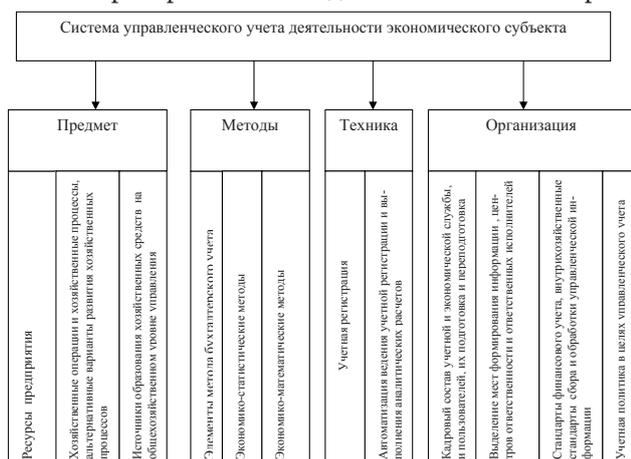 Система управленческого учета деятельности экономического субъекта
Предмет
Методы
Техника
Организация
Ресурсы предприятия
Хозяйственные операции и хозяйственные процессы,
альтернативные варианты развития хозяйственных
процессов
Источники образования хозяйственных средств на
общехозяйственном уровне управления
Элементы метода бухгалтерского учета
Экономико-статистические методы
Экономико-математические методы
Учетная регистрация
Автоматизация ведения учетной регистрации и вы-
полнения аналитических расчетов
Кадровый состав учетной и экономической службы,
и пользователей, их подготовка и переподготовка
Выделение мест формирования информации , цен-
тров ответственности и ответственных исполнителей
Стандарты финансового учета, внутрихозяйственные
стандарты сбора и обработки управленческой ин-
формации
Учетная политика в целях управленческого учета